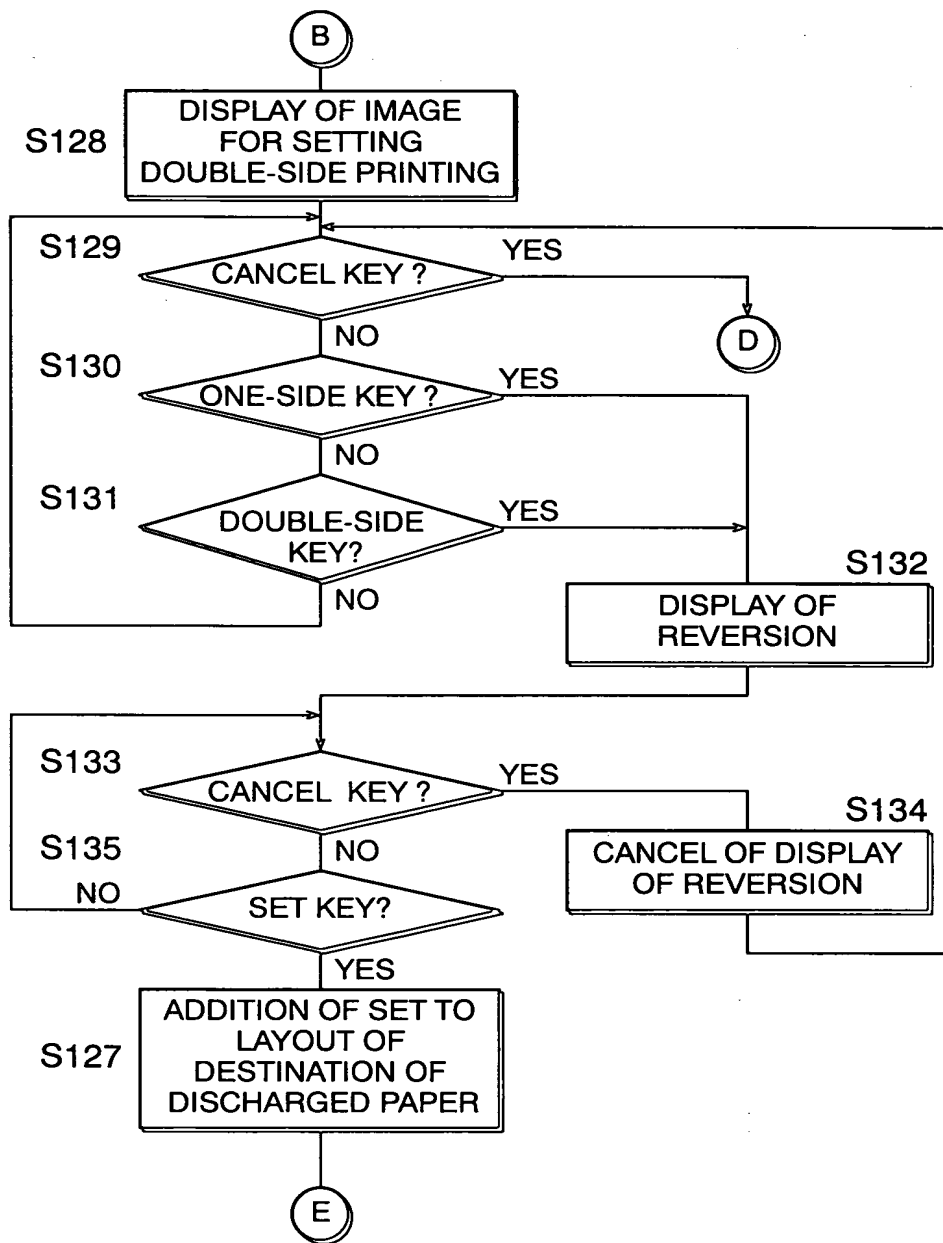 B
S128
DISPLAY OF IMAGE
FOR SETTING
DOUBLE-SIDE PRINTING
S129
CANCEL KEY ?
YES
D
NO
S130
ONE-SIDE KEY ?
YES
NO
S131
DOUBLE-SIDE
KEY?
YES
NO
S132
DISPLAY OF
REVERSION
S133
CANCEL KEY ?
YES
NO
S134
CANCEL OF DISPLAY
OF REVERSION
S135
NO
SET KEY?
YES
S127
ADDITION OF SET TO
LAYOUT OF
DESTINATION OF
DISCHARGED PAPER
E